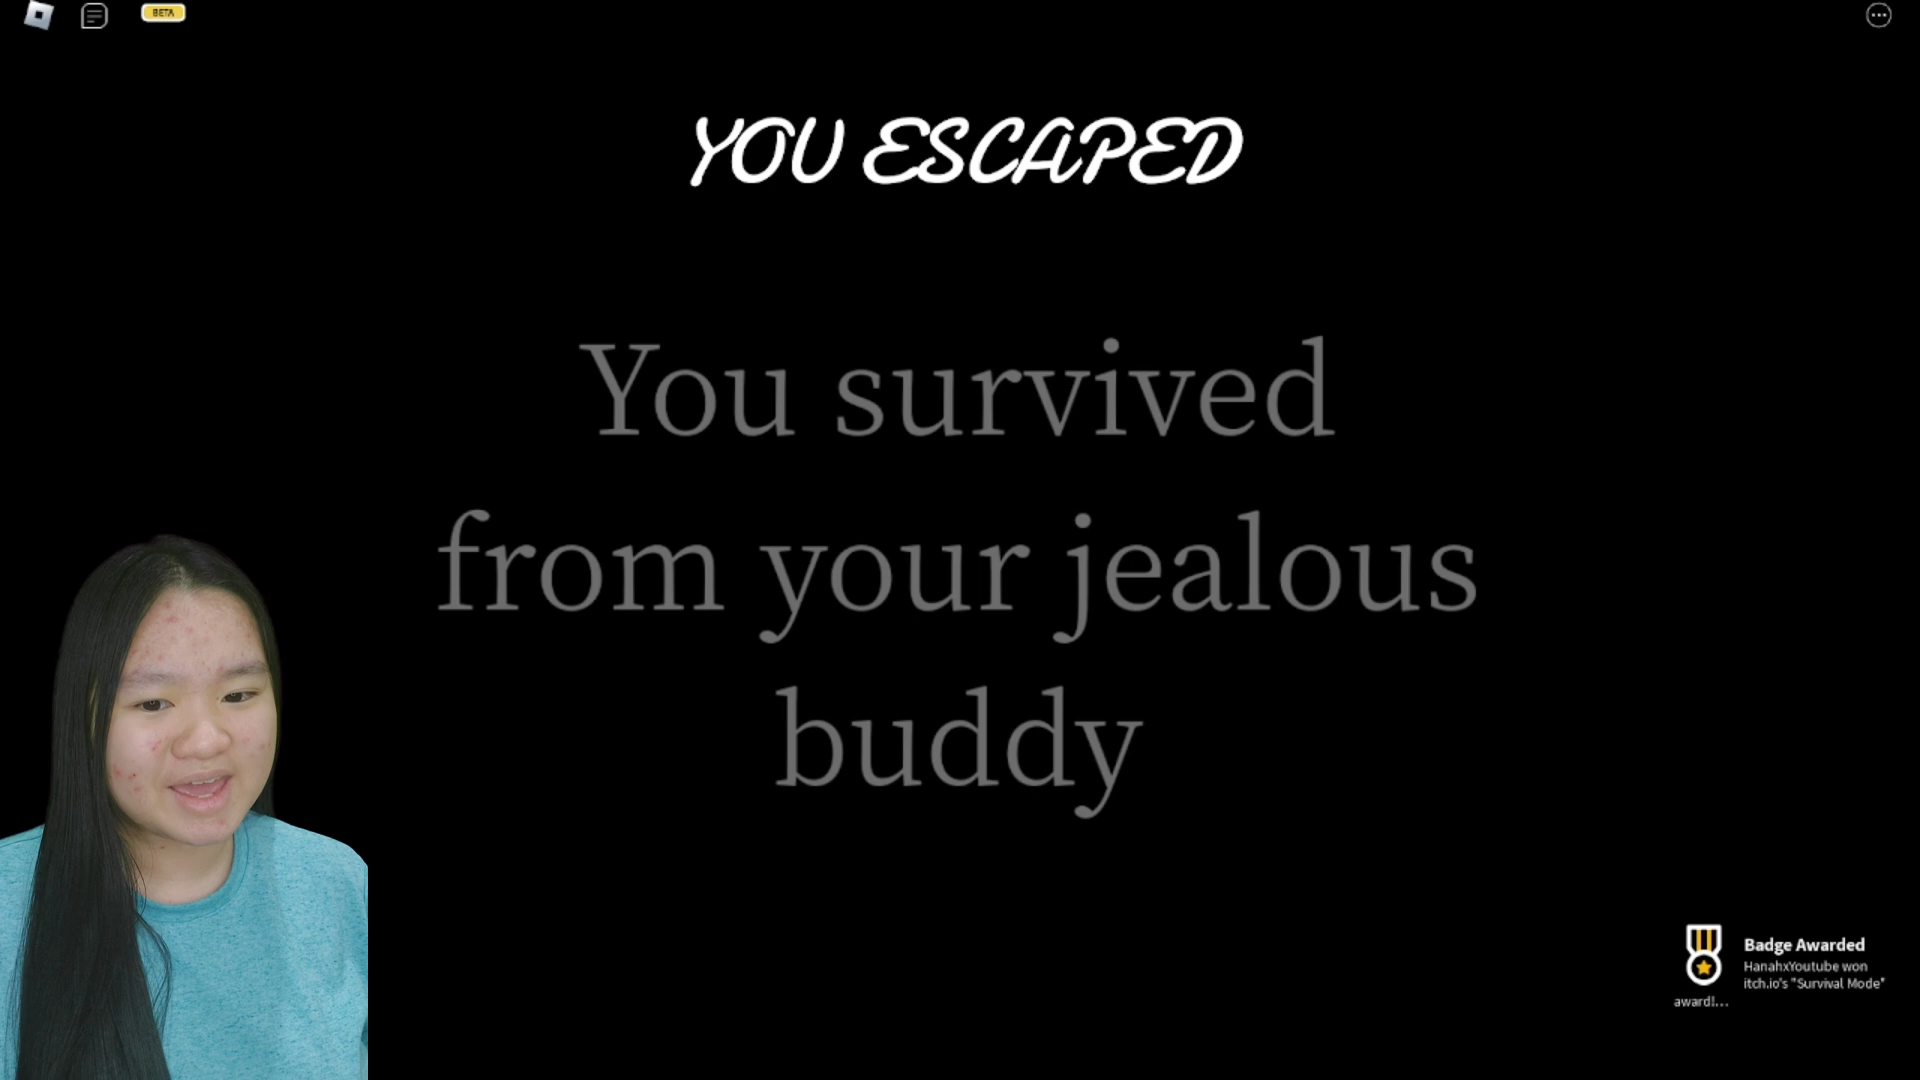 BETA
YOU ESCAPED
You survived
from your jealous
buddy
Badge Awarded
HanahxYoutube won
itch.io's "Survival Mode"
award!...